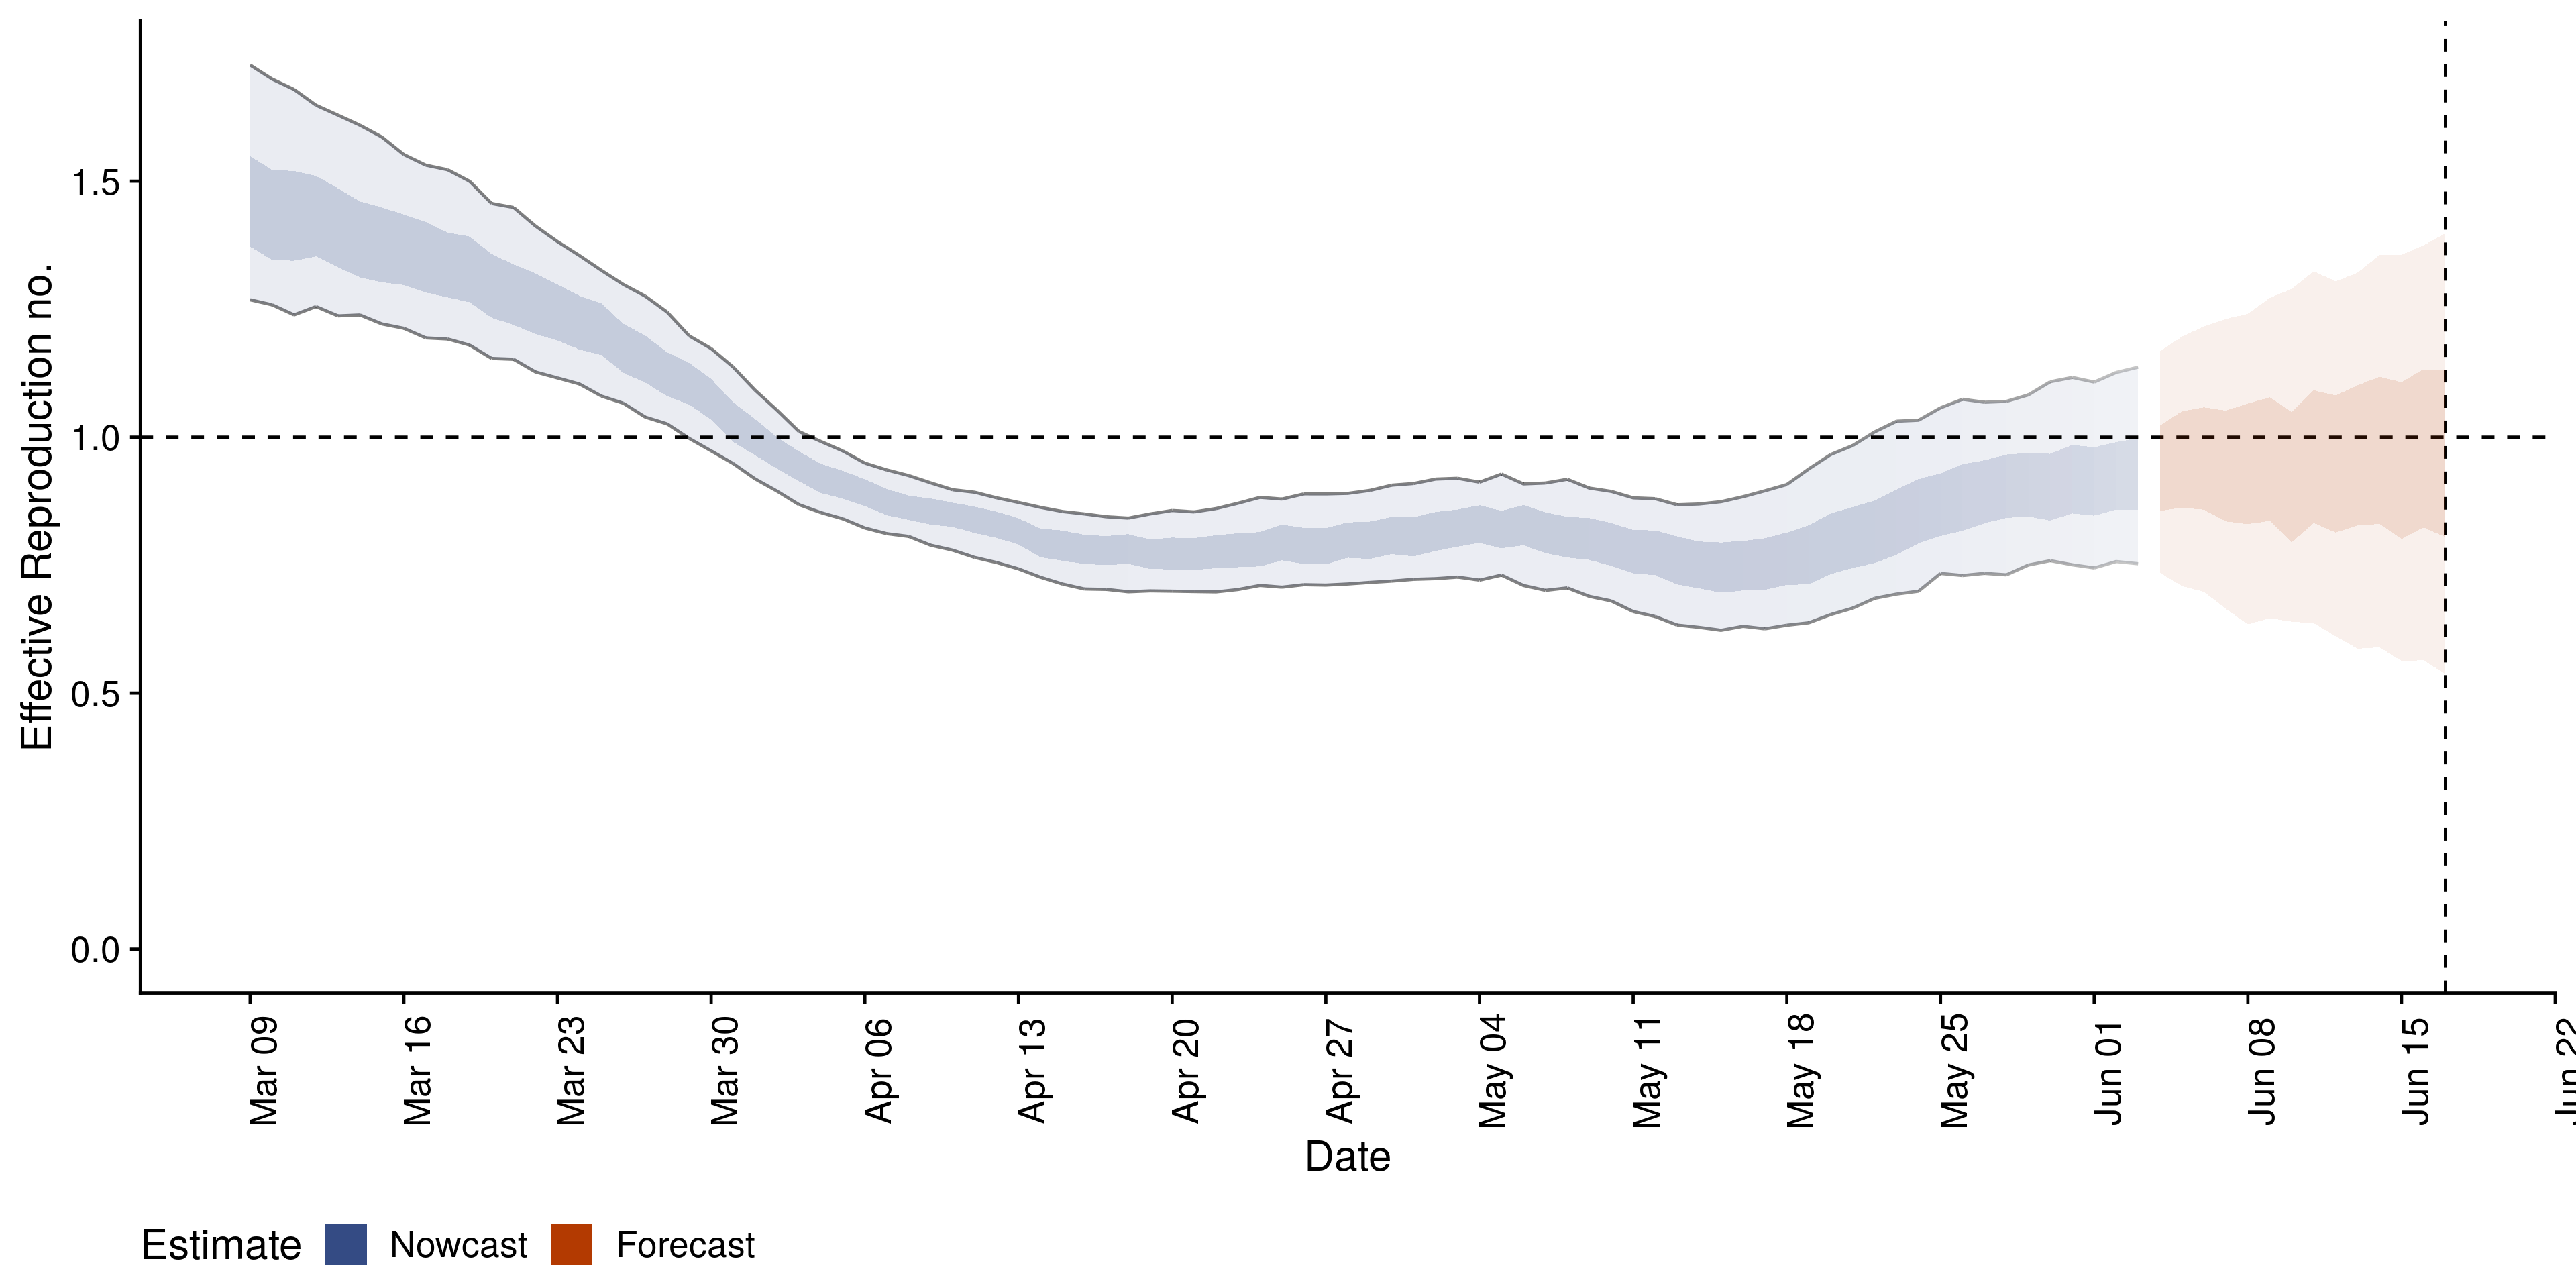 Effective Reproduction no.
1.5
1.0
0.5
0.0
Mar 09
Mar 16
Mar 23
Mar 30
Apr 06
Apr 13
Apr 20
Apr 27
May 04
May 11
May 18
May 25
Jun 01
Jun 08
Jun 15
Jun 22
Date
Estimate Nowcast Forecast